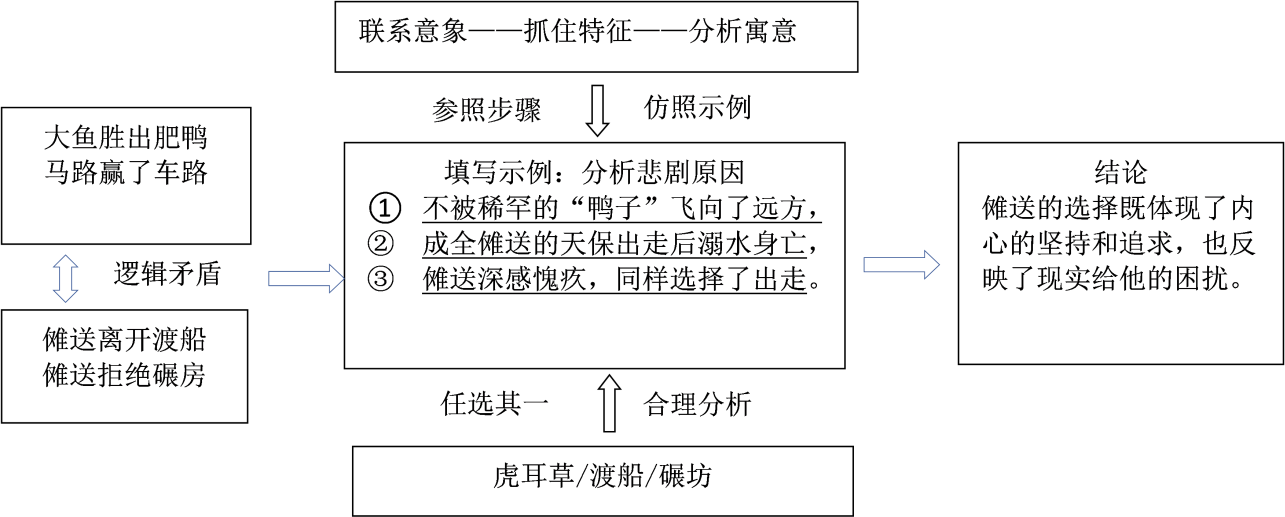 联系意象——抓住特征——分析寓意
参照步骤
仿照示例
大鱼胜出肥鸭
马路赢了车路
逻辑矛盾
傩送离开渡船
傩送拒绝碾房
填写示例：分析悲剧原因
① 不被稀罕的“鸭子”飞向了远方，
② 成全傩送的天保出走后溺水身亡，
③ 傩送深感愧疚，同样选择了出走。
任选其一
合理分析
虎耳草/渡船/碾坊
结论
傩送的选择既体现了内
心的坚持和追求，也反
映了现实给他的困扰。